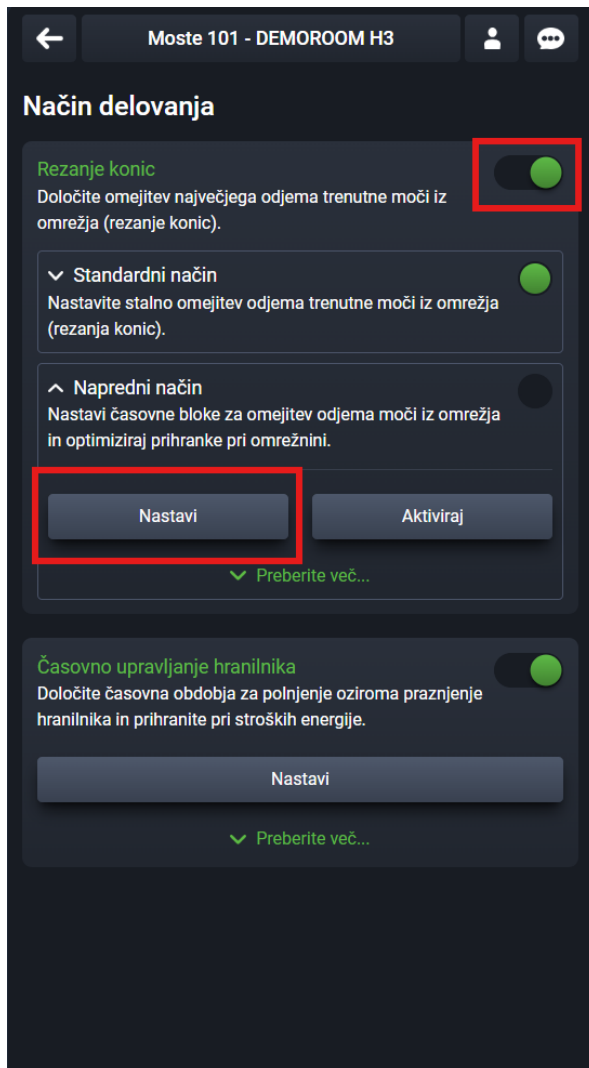 Moste 101 - DEMOROOM H3
Način delovanja
Rezanje konic
Določite omejitev največjega odjema trenutne moči iz
omrežja (rezanje konic).
Standardni način
Nastavite stalno omejitev odjema trenutne moči iz omrežja
(rezanja konic).
Napredni način
Nastavi časovne bloke za omejitev odjema moči iz omrežja
in optimiziraj prihranke pri omrežnini.
Nastavi
Aktiviraj
Preberite več...
Časovno upravljanje hranilnika
Določite časovna obdobja za polnjenje oziroma praznjenje
hranilnika in prihranite pri stroških energije.
Nastavi
Preberite več...